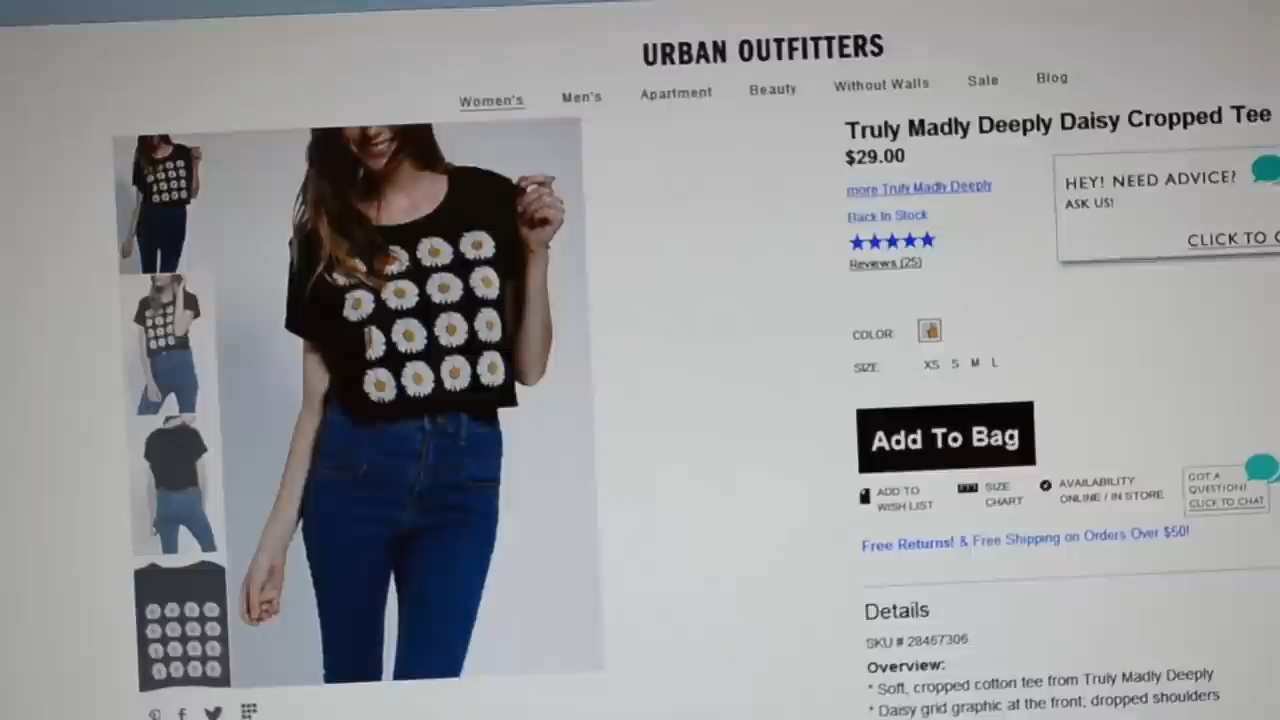 URBAN OUTFITTERS
Women's Men's Apartment Beauty Without Walls Sale Blog
Truly Madly Deeply Daisy Cropped Tee
$29.00
more Truly Madly Deeply
Back In Stock
Reviews (25)
HEY! NEED ADVICE?
ASK US!
CLICK TO
COLOR:
SIZE: XS S M L
Add To Bag
ADD TO
WISH LIST
SIZE
CHART
AVAILABILITY
ONLINE / IN STORE
GOT A
QUESTION?
CLICK TO CHAT
Free Returns! & Free Shipping on Orders Over $50!
Details
SKU # 28467306
Overview:
* Soft, cropped cotton tee from Truly Madly Deeply
* Daisy grid graphic at the front; dropped shoulders